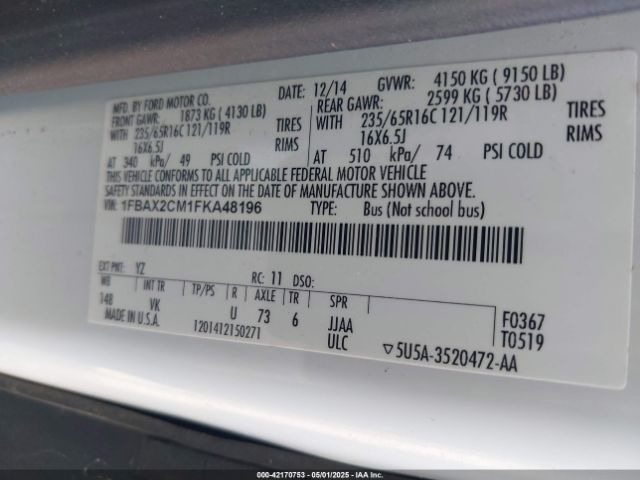 MFD. BY FORD MOTOR CO.
DATE: 12/14 GVWR: 4150 KG ( 9150 LB)
FRONT GAWR: 1873 KG ( 4130 LB)
REAR GAWR: 2599 KG ( 5730 LB)
WITH 235/65R16C 121/119R TIRES
WITH 235/65R16C 121/119R TIRES
16X6.5J RIMS
16X6.5J RIMS
AT 340 kPa/ 49 PSI COLD
AT 510 kPa/ 74 PSI COLD
THIS VEHICLE CONFORMS TO ALL APPLICABLE FEDERAL MOTOR VEHICLE
SAFETY STANDARDS IN EFFECT ON THE DATE OF MANUFACTURE SHOWN ABOVE.
VIN: 1FBAX2CM1FKA48196 TYPE: Bus (Not school bus)
EXT PNT: YZ RC: 11 DSO:
WB INT TR TP/PS R AXLE TR SPR
148 VK U 73 6 JJAA F0367
MADE IN U.S.A. 1201412150271 ULC T0519
▽5U5A-3520472-AA
000-42170753 - 05/01/2025 - IAAI.com